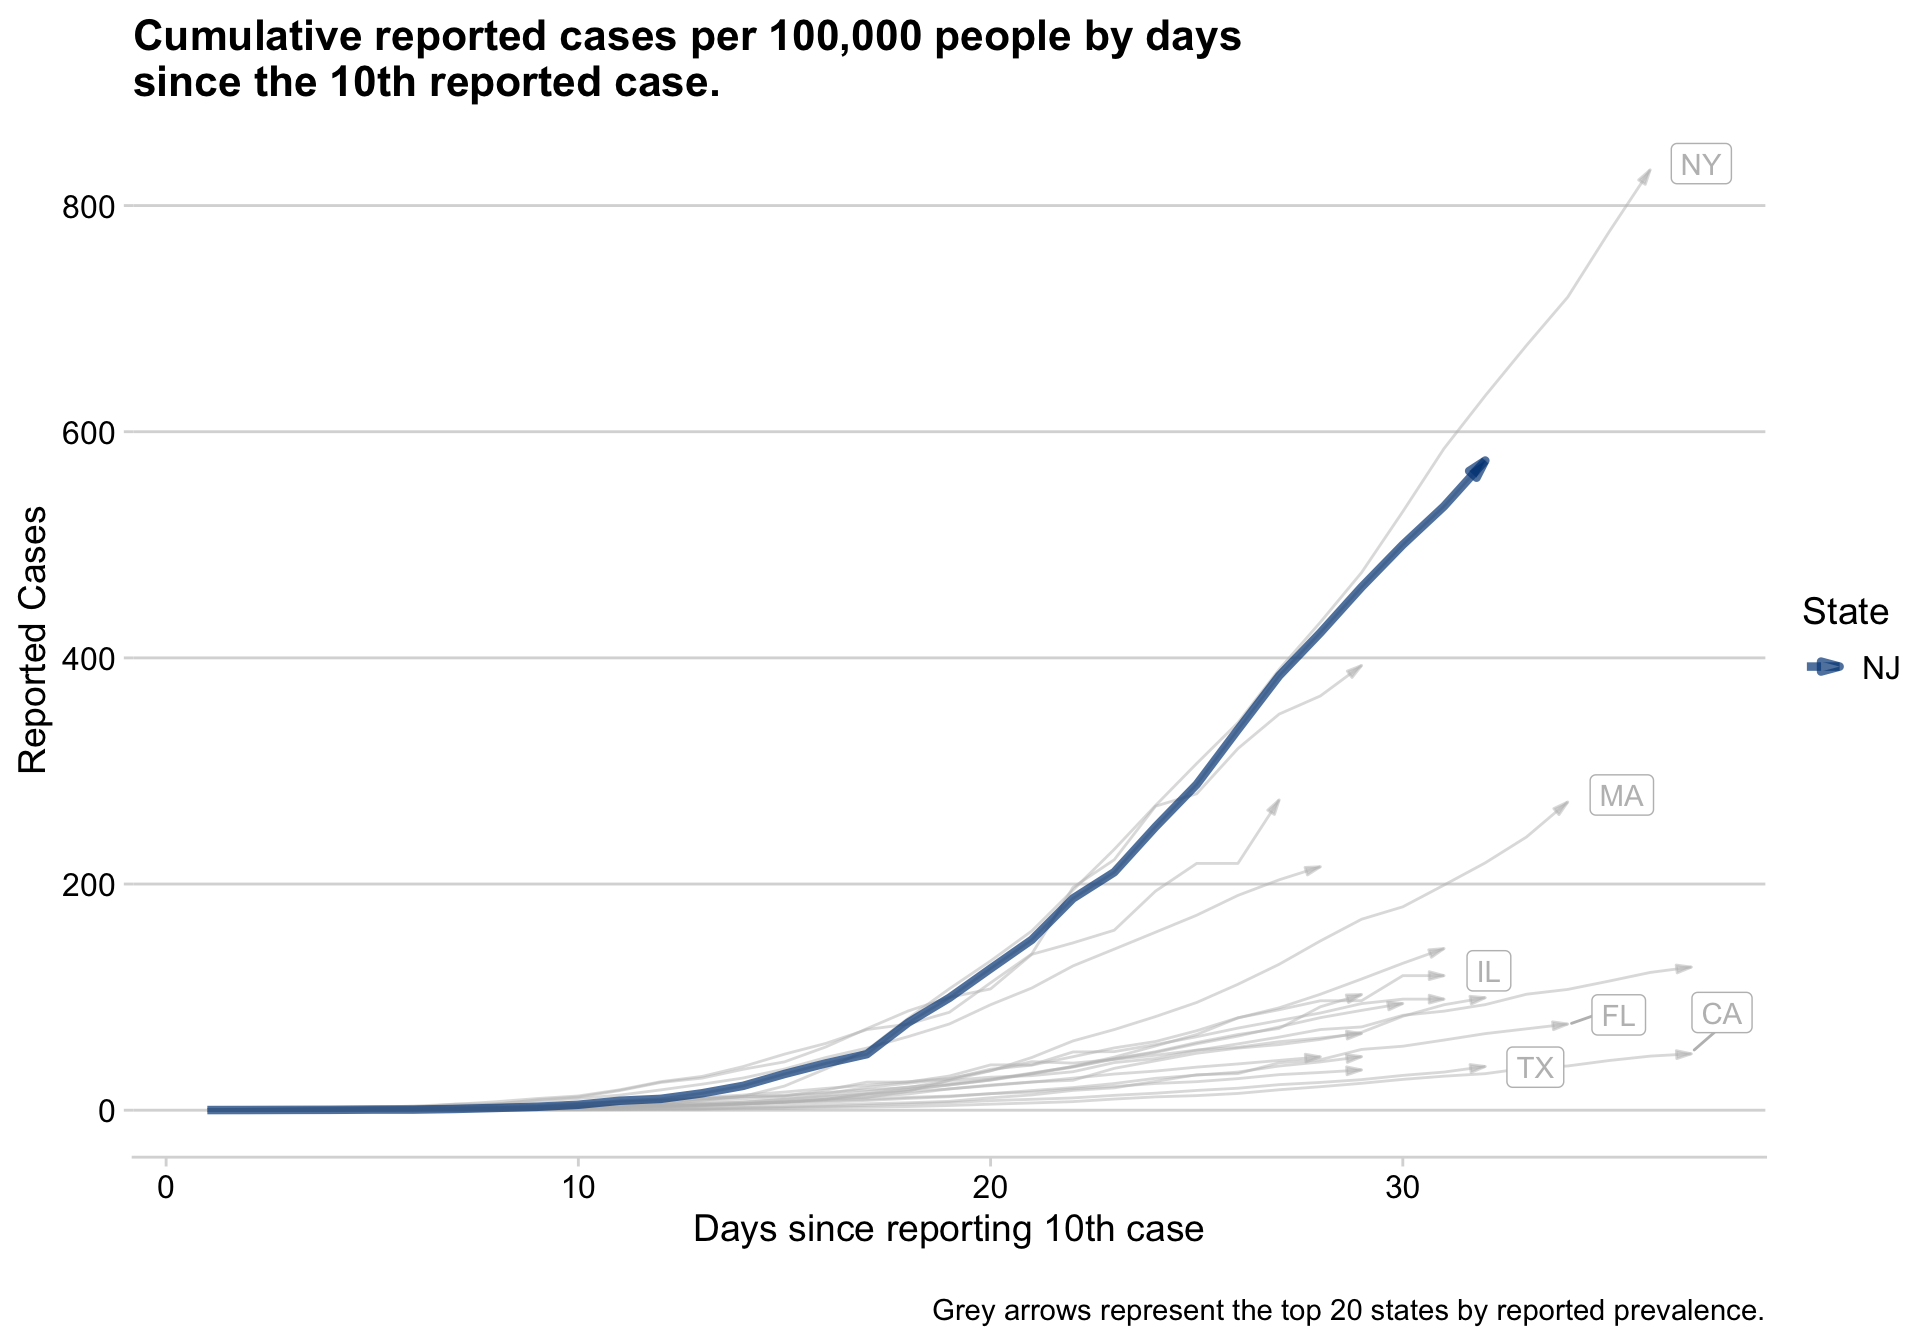 Cumulative reported cases per 100,000 people by days
since the 10th reported case.
NY
800
600
Reported Cases
State
NJ
400
MA
200
IL
FL
CA
TX
0
0 10 20 30
Days since reporting 10th case
Grey arrows represent the top 20 states by reported prevalence.